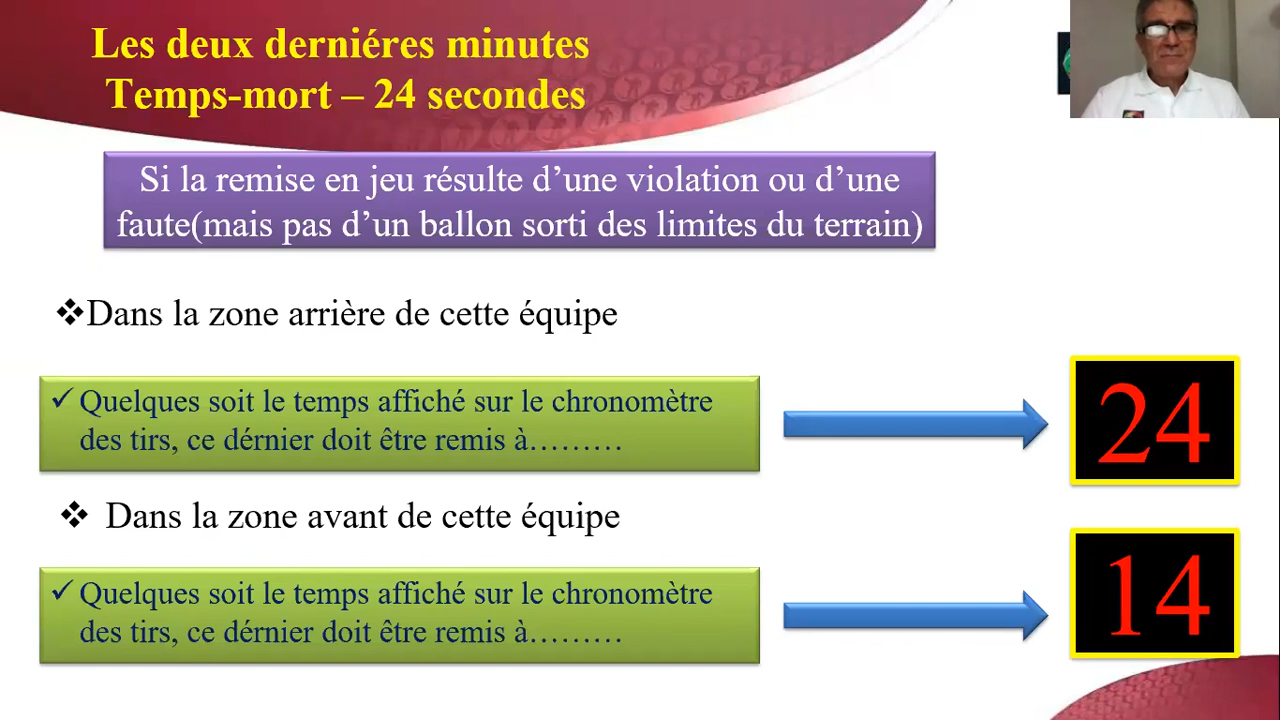 Les deux derniéres minutes
Temps-mort – 24 secondes
Si la remise en jeu résulte d’une violation ou d’une
faute(mais pas d’un ballon sorti des limites du terrain)
❖Dans la zone arrière de cette équipe
✓ Quelques soit le temps affiché sur le chronomètre
des tirs, ce dérnier doit être remis à………
24
❖ Dans la zone avant de cette équipe
✓ Quelques soit le temps affiché sur le chronomètre
des tirs, ce dérnier doit être remis à………
14